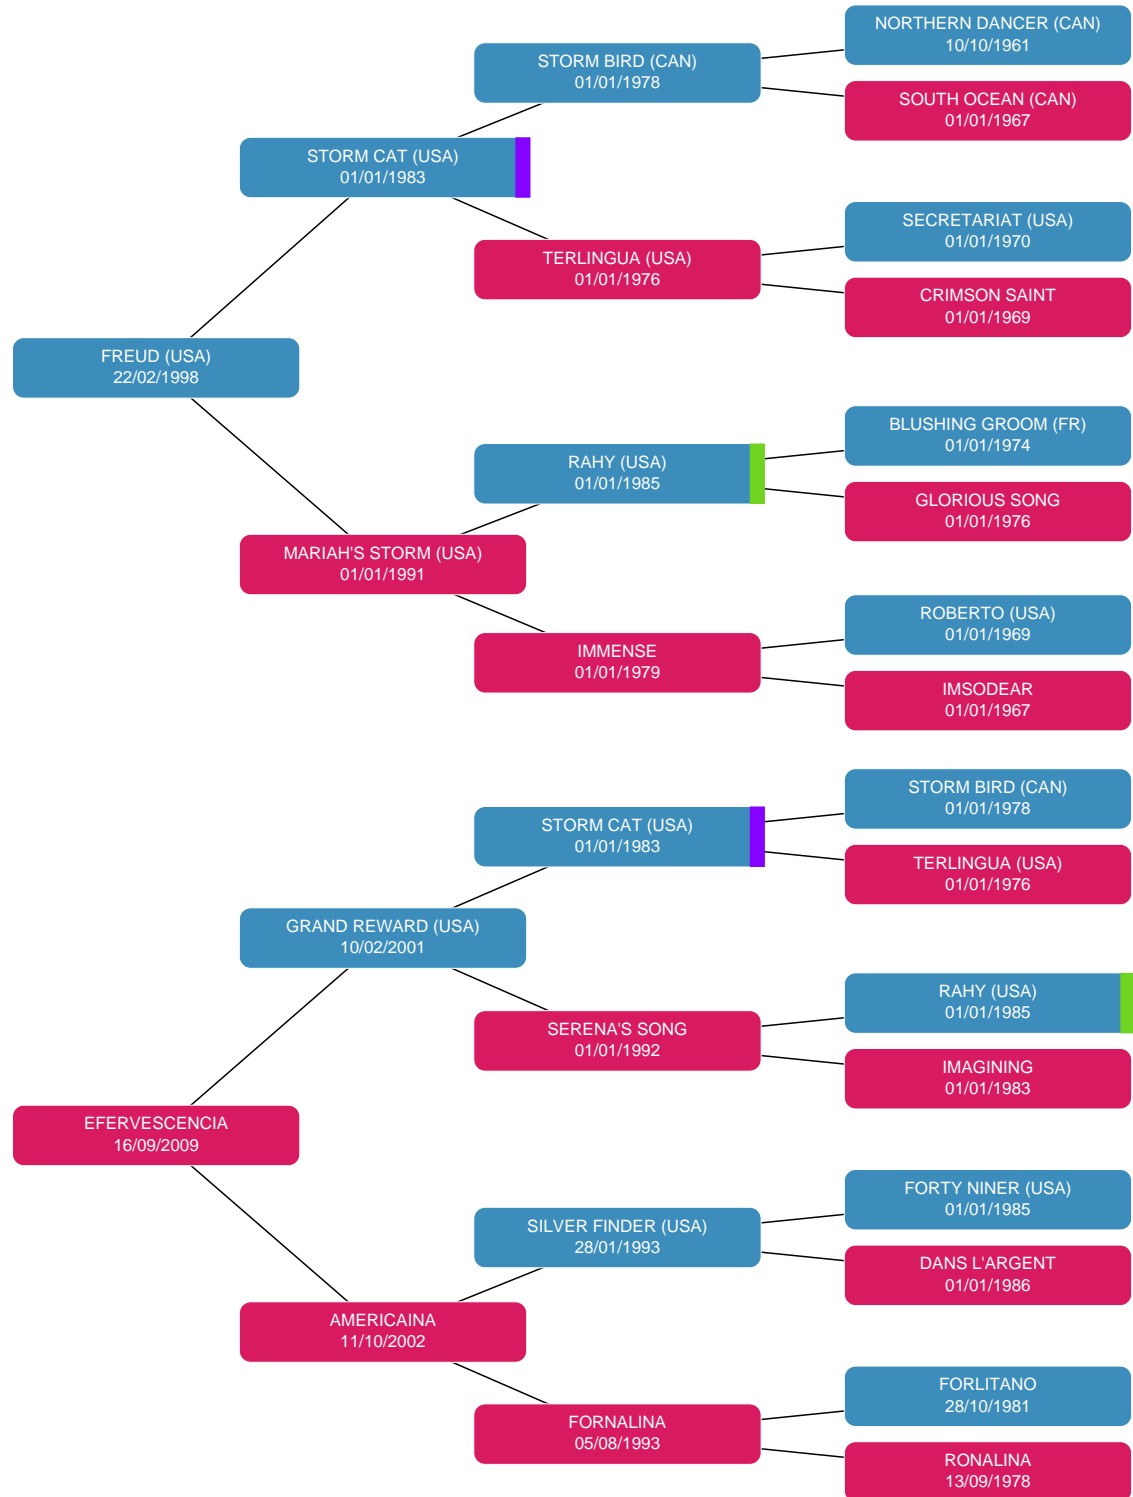 NORTHERN DANCER (CAN)
10/10/1961
STORM BIRD (CAN)
01/01/1978
SOUTH OCEAN (CAN)
01/01/1967
STORM CAT (USA)
01/01/1983
SECRETARIAT (USA)
01/01/1970
TERLINGUA (USA)
01/01/1976
CRIMSON SAINT
01/01/1969
FREUD (USA)
22/02/1998
BLUSHING GROOM (FR)
01/01/1974
RAHY (USA)
01/01/1985
GLORIOUS SONG
01/01/1976
MARIAH'S STORM (USA)
01/01/1991
ROBERTO (USA)
01/01/1969
IMMENSE
01/01/1979
IMSODEAR
01/01/1967
STORM BIRD (CAN)
01/01/1978
STORM CAT (USA)
01/01/1983
TERLINGUA (USA)
01/01/1976
GRAND REWARD (USA)
10/02/2001
RAHY (USA)
01/01/1985
SERENA'S SONG
01/01/1992
IMAGINING
01/01/1983
EFERVESCENCIA
16/09/2009
FORTY NINER (USA)
01/01/1985
SILVER FINDER (USA)
28/01/1993
DANS L'ARGENT
01/01/1986
AMERICAINA
11/10/2002
FORLITANO
28/10/1981
FORNALINA
05/08/1993
RONALINA
13/09/1978